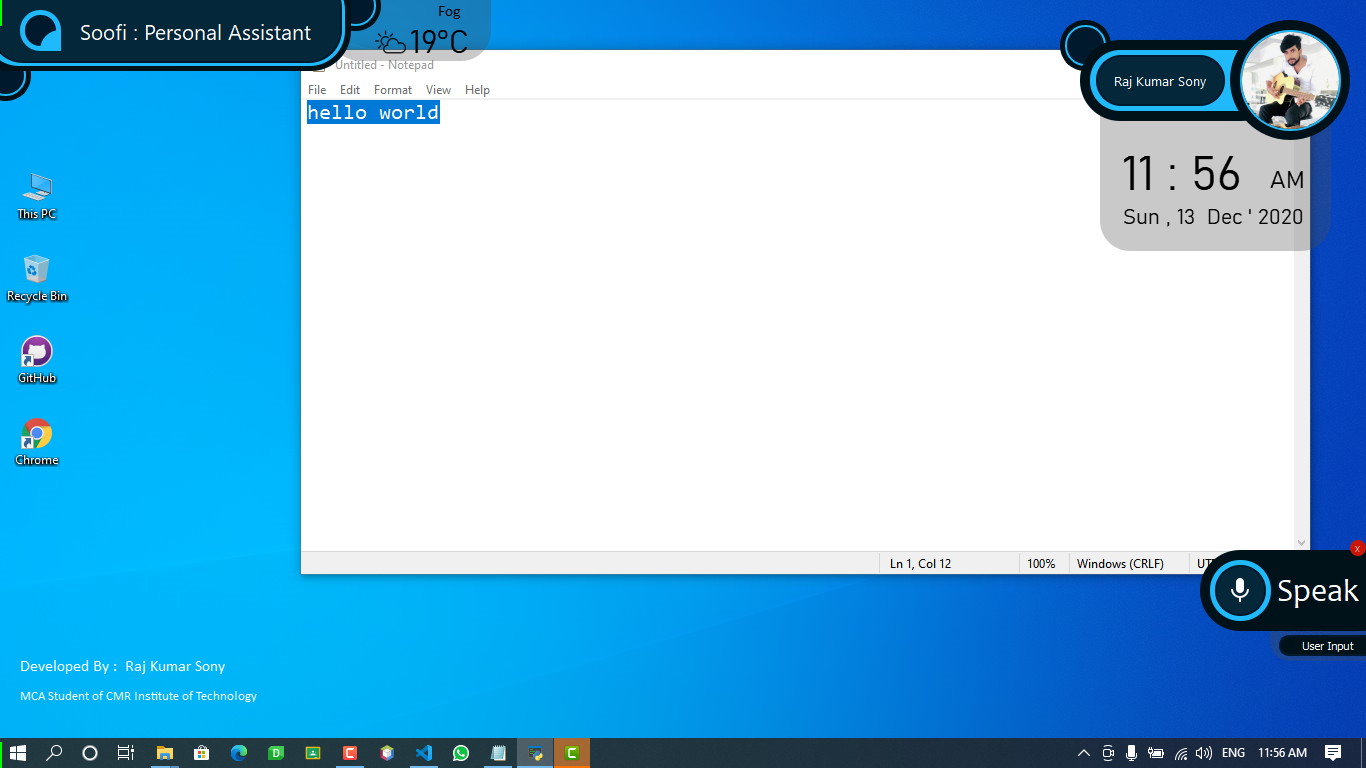 Soofi : Personal Assistant
Fog
19°C
Untitled - Notepad
File Edit Format View Help
hello world
Raj Kumar Sony
11 : 56 AM
Sun , 13 Dec ' 2020
This PC
Recycle Bin
GitHub
Chrome
Ln 1, Col 12 100% Windows (CRLF)
x
Speak
User Input
Developed By : Raj Kumar Sony
MCA Student of CMR Institute of Technology
ENG 11:56 AM